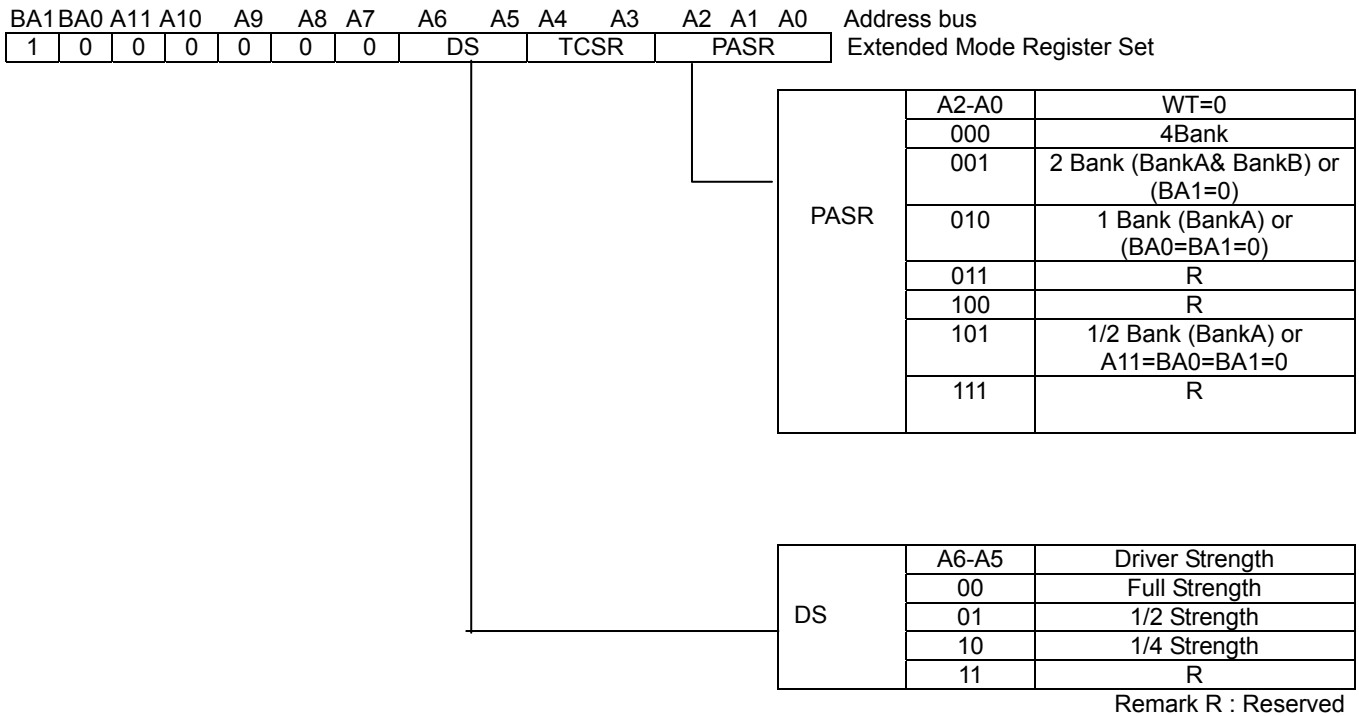 BA1 BA0 A11 A10 A9 A8 A7 A6 A5 A4 A3 A2 A1 A0 Address bus
1 0 0 0 0 0 0 DS TCSR PASR Extended Mode Register Set
A2-A0 WT=0
000 4Bank
001 2 Bank (BankA& BankB) or
(BA1=0)
PASR 010 1 Bank (BankA) or
(BA0=BA1=0)
011 R
100 R
101 1/2 Bank (BankA) or
A11=BA0=BA1=0
111 R
A6-A5 Driver Strength
00 Full Strength
DS 01 1/2 Strength
10 1/4 Strength
11 R
Remark R : Reserved